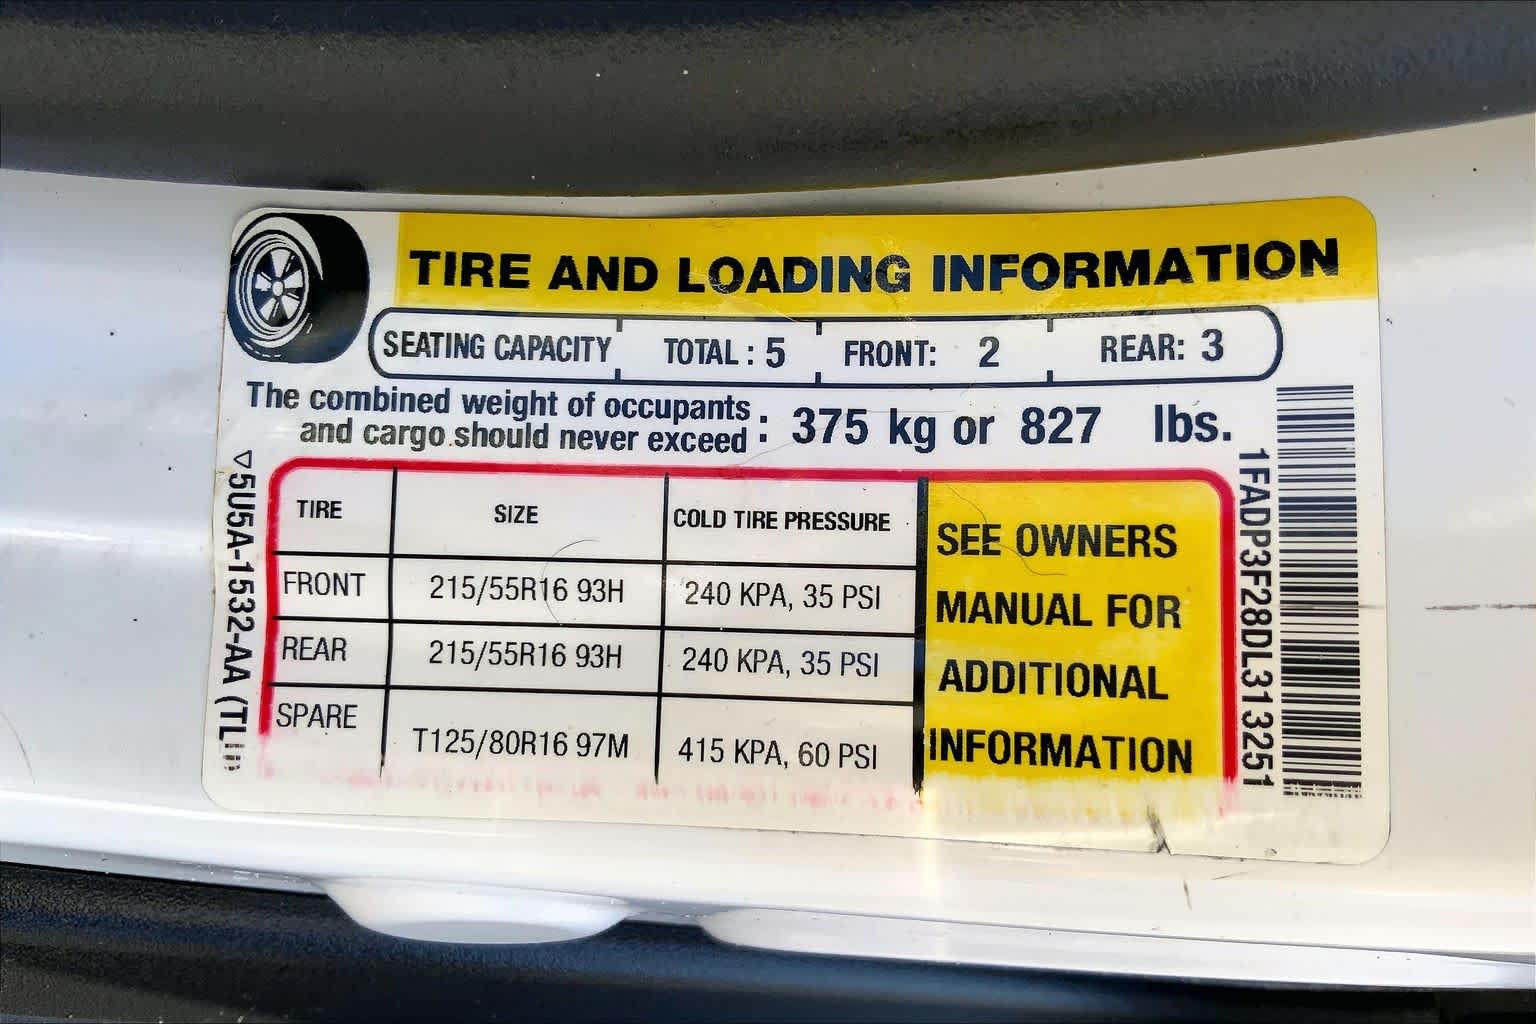 TIRE AND LOADING INFORMATION
SEATING CAPACITY TOTAL : 5 FRONT: 2 REAR: 3
The combined weight of occupants
and cargo should never exceed : 375 kg or 827 lbs.
TIRE SIZE COLD TIRE PRESSURE
FRONT 215/55R16 93H 240 KPA, 35 PSI
REAR 215/55R16 93H 240 KPA, 35 PSI
SPARE T125/80R16 97M 415 KPA, 60 PSI
SEE OWNERS
MANUAL FOR
ADDITIONAL
INFORMATION
▽5U5A-1532-AA
1FADP3F28DL313251